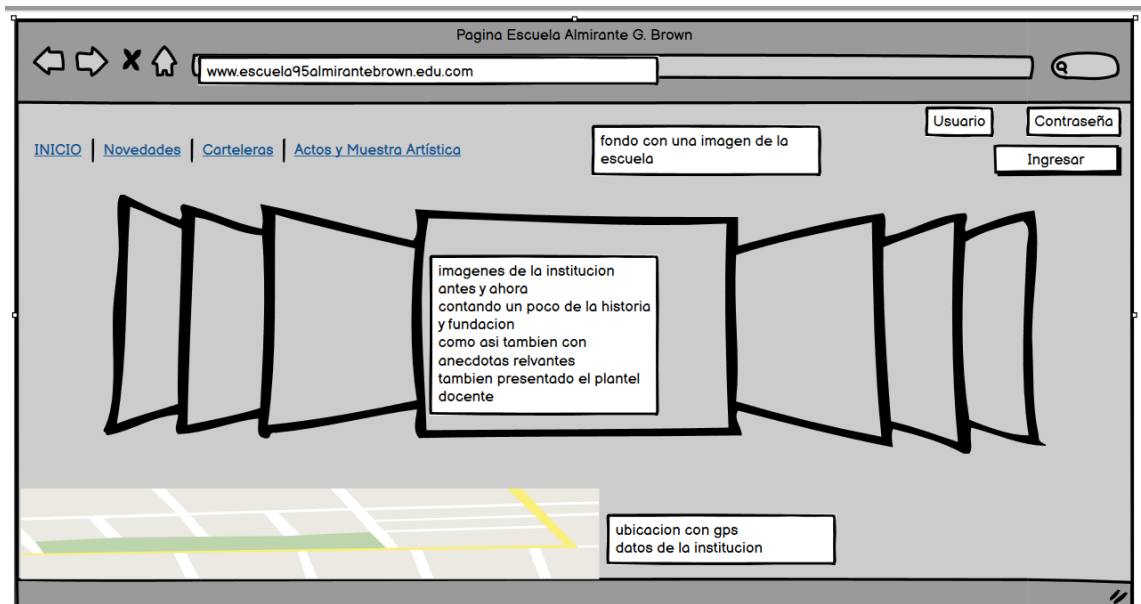 Pagina Escuela Almirante G. Brown
www.escuela95almirantebrown.edu.com
Usuario
Contraseña
INICIO
Novedades
Carteleras
Actos y Muestra Artística
fondo con una imagen de la
escuela
Ingresar
imagenes de la institucion
antes y ahora
contando un poco de la historia
y fundacion
como asi tambien con
anecdotas relvantes
tambien presentado el plantel
docente
ubicacion con gps
datos de la institucion